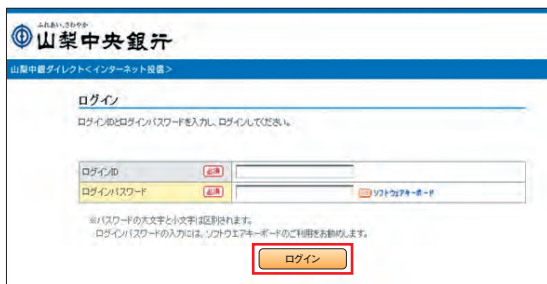 ふれあい、さわやか
山梨中央銀行
山梨中銀ダイレクト<インターネット投信>
ログイン
ログインIDとログインパスワードを入力し、ログインしてください。
ログインID 必須
ログインパスワード 必須 ソフトウェアキーボード
※パスワードの大文字と小文字は区別されます。
ログインパスワードの入力には、ソフトウエアキーボードのご利用をお勧めします。
ログイン